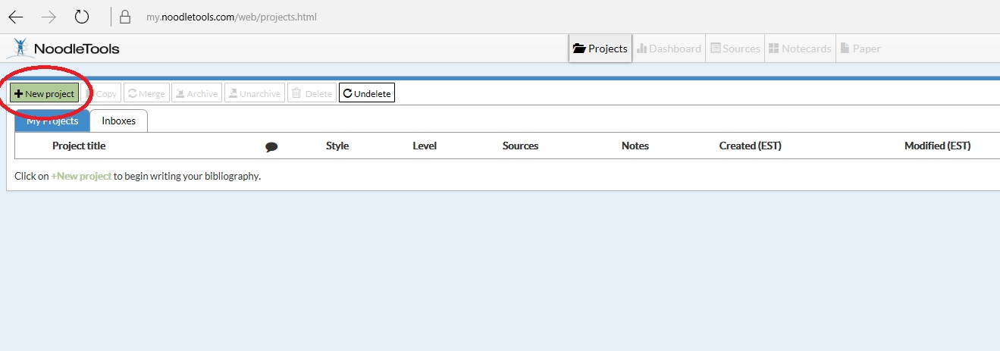 my.noodletools.com/web/projects.html
NoodleTools Projects Dashboard Sources Notecards Paper
New project Copy Merge Archive Unarchive Delete Undelete
My Projects Inboxes
Project title Style Level Sources Notes Created (EST) Modified (EST)
Click on +New project to begin writing your bibliography.